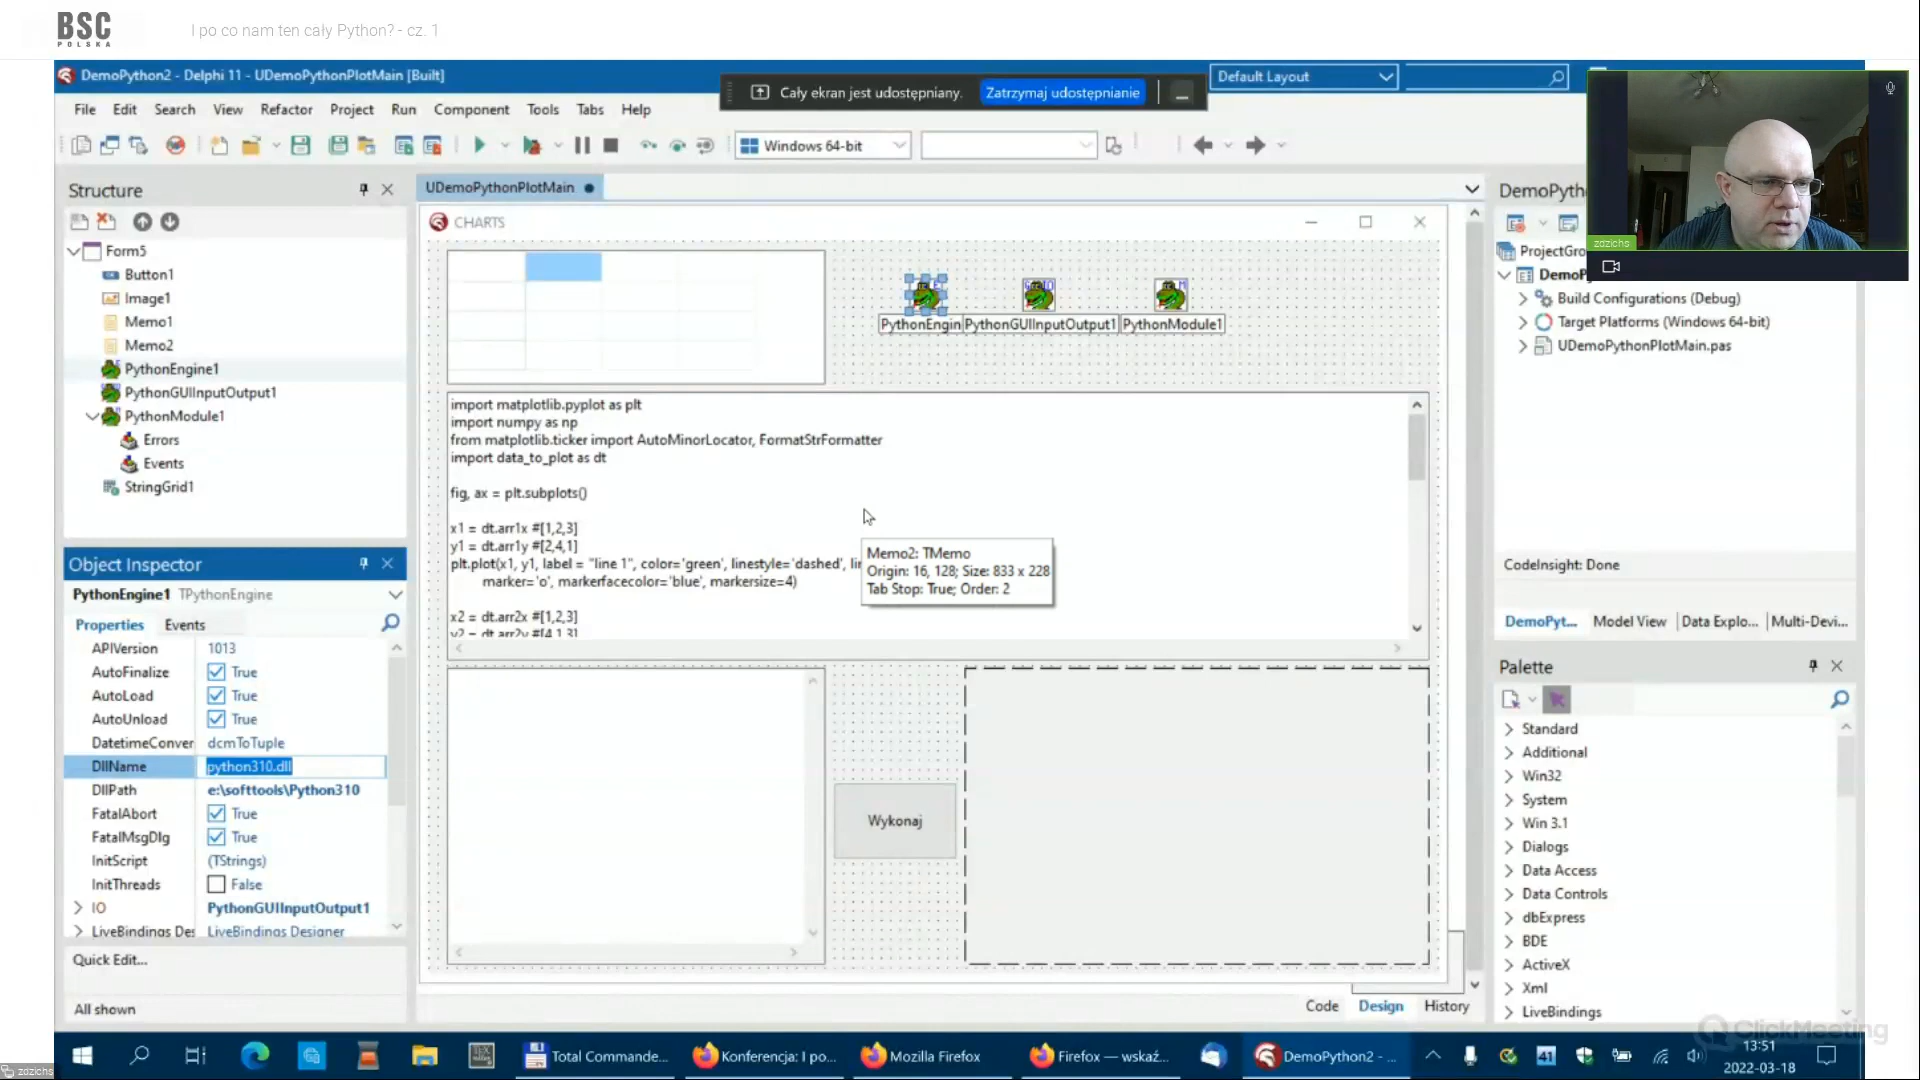 BSC
POLSKA
I po co nam ten cały Python? - cz. 1
DemoPython2 - Delphi 11 - UDemoPythonPlotMain [Built]
Default Layout
Cały ekran jest udostępniany.
Zatrzymaj udostępnianie
File Edit Search View Refactor Project Run Component Tools Tabs Help
Windows 64-bit
zdzichs
Structure
Form5
Button1
Image1
Memo1
Memo2
PythonEngine1
PythonGUIInputOutput1
PythonModule1
Errors
Events
StringGrid1
Object Inspector
PythonEngine1 TPythonEngine
Properties Events
APIVersion 1013
AutoFinalize True
AutoLoad True
AutoUnload True
DatetimeConver dcmToTuple
DllName python310.dll
DllPath e:\softtools\Python310
FatalAbort True
FatalMsgDlg True
InitScript (TStrings)
InitThreads False
IO PythonGUIInputOutput1
LiveBindings Des LiveBindings Designer
Quick Edit...
All shown
UDemoPythonPlotMain
CHARTS
PythonEngin PythonGUIInputOutput1 PythonModule1
import matplotlib.pyplot as plt
import numpy as np
from matplotlib.ticker import AutoMinorLocator, FormatStrFormatter
import data_to_plot as dt
fig, ax = plt.subplots()
x1 = dt.arr1x #[1,2,3]
y1 = dt.arr1y #[2,4,1]
plt.plot(x1, y1, label = "line 1", color='green', linestyle='dashed', li
marker='o', markerfacecolor='blue', markersize=4)
x2 = dt.arr2x #[1,2,3]
y2 = dt.arr2y #[4,1,3]
Memo2: TMemo
Origin: 16, 128; Size: 833 x 228
Tab Stop: True; Order: 2
Wykonaj
Code Design History
DemoPyth
ProjectGro
DemoP
Build Configurations (Debug)
Target Platforms (Windows 64-bit)
UDemoPythonPlotMain.pas
CodeInsight: Done
DemoPyt... Model View Data Explo... Multi-Devi...
Palette
Standard
Additional
Win32
System
Win 3.1
Dialogs
Data Access
Data Controls
dbExpress
BDE
ActiveX
Xml
LiveBindings
ClickMeeting
Total Commande...
Konferencja: I po...
Mozilla Firefox
Firefox — wskaź...
DemoPython2 - ...
41
13:51
2022-03-18
zdzichs